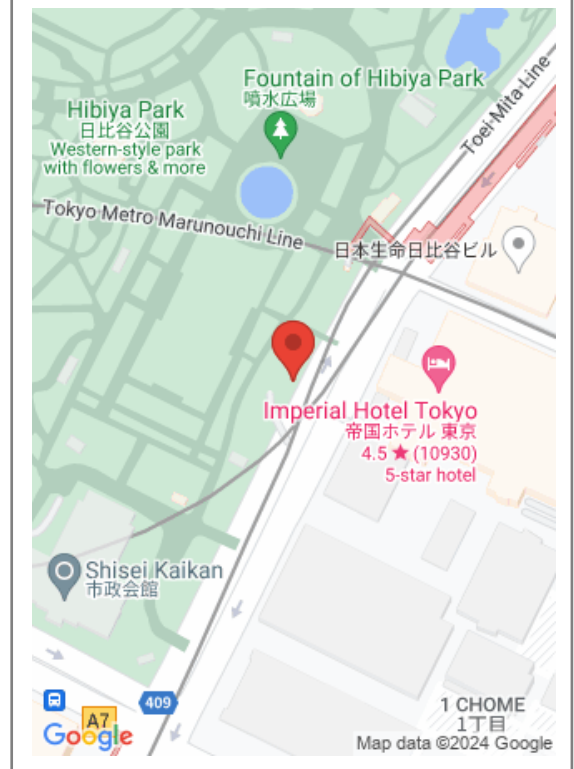 Fountain of Hibiya Park
噴水広場
Hibiya Park
日比谷公園
Western-style park
with flowers & more
Toei-Mita-Line
Tokyo Metro Marunouchi Line
日本生命日比谷ビル
Imperial Hotel Tokyo
帝国ホテル 東京
4.5 ★ (10930)
5-star hotel
Shisei Kaikan
市政会館
409
A7
Google
1 CHOME
1丁目
Map data ©2024 Google